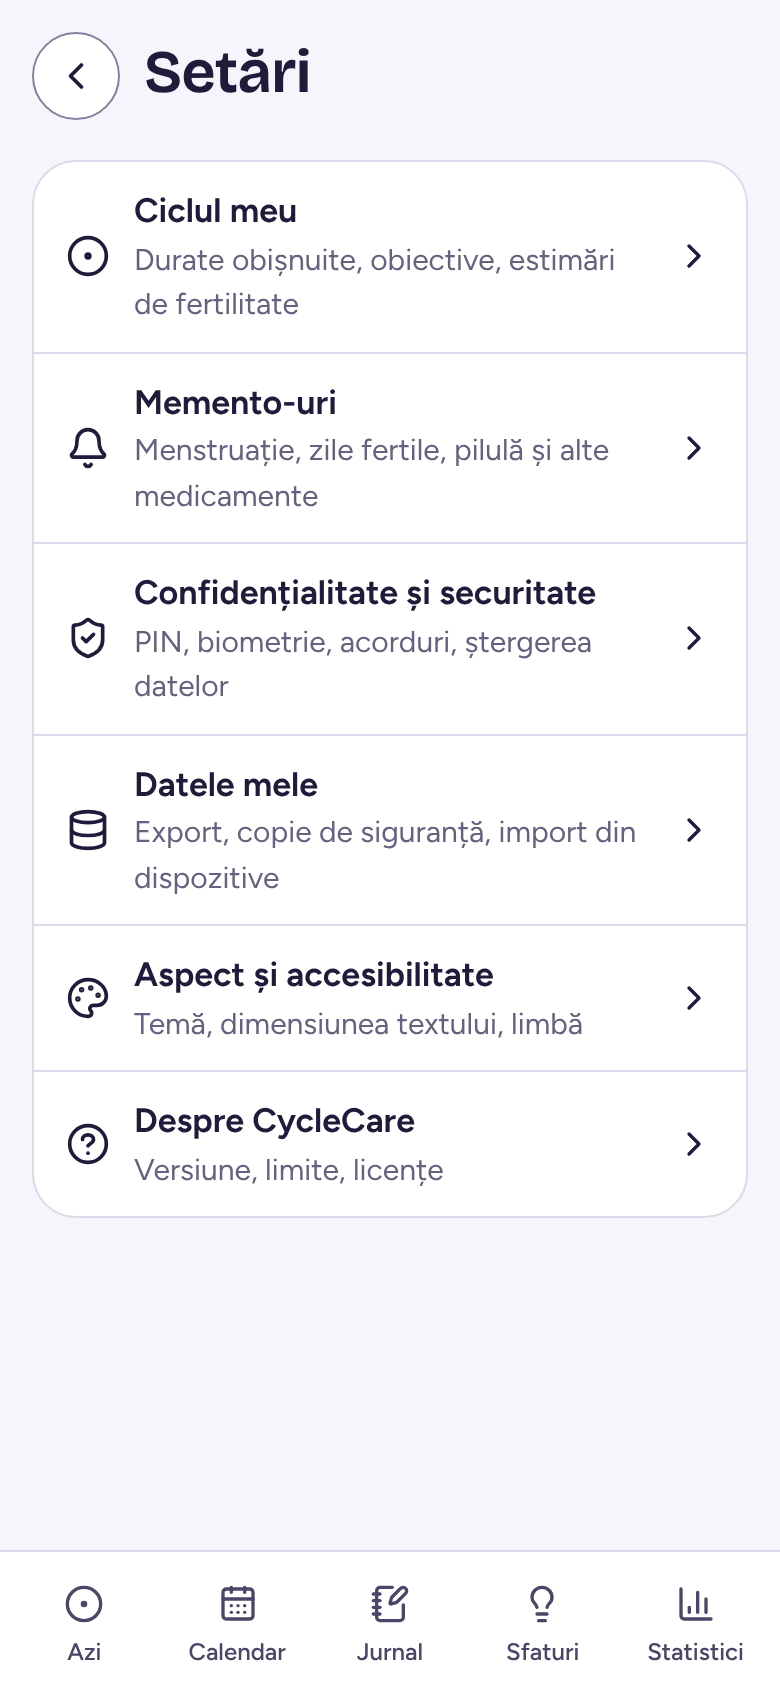 Setări
Ciclul meu
Durate obișnuite, obiective, estimări
de fertilitate
Memento-uri
Menstruație, zile fertile, pilulă și alte
medicamente
Confidențialitate și securitate
PIN, biometrie, acorduri, ștergerea
datelor
Datele mele
Export, copie de siguranță, import din
dispozitive
Aspect și accesibilitate
Temă, dimensiunea textului, limbă
Despre CycleCare
Versiune, limite, licențe
Azi
Calendar
Jurnal
Sfaturi
Statistici